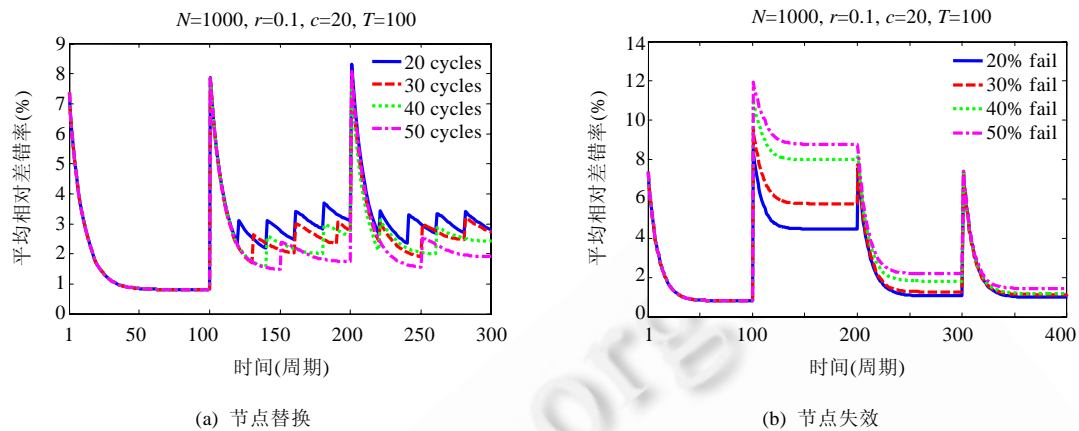 N=1000, r=0.1, c=20, T=100
9
8
7
6
5
4
3
2
1
0
1
50
100
150
200
250
300
平均相对差错率(%)
时间(周期)
20 cycles
30 cycles
40 cycles
50 cycles
(a) 节点替换
N=1000, r=0.1, c=20, T=100
14
12
10
8
6
4
2
0
1
100
200
300
400
平均相对差错率(%)
时间(周期)
20% fail
30% fail
40% fail
50% fail
(b) 节点失效
org